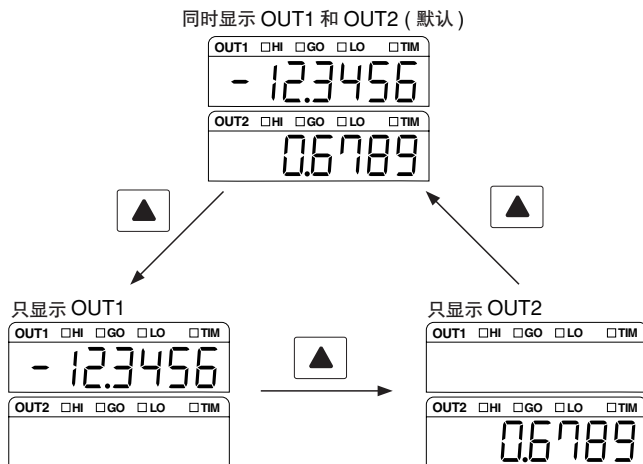 同时显示 OUT1 和 OUT2 ( 默认 )
OUT1 □HI □GO □LO □TIM
- 12.3456
OUT2 □HI □GO □LO □TIM
0.6789
只显示 OUT1
OUT1 □HI □GO □LO □TIM
- 12.3456
OUT2 □HI □GO □LO □TIM
只显示 OUT2
OUT1 □HI □GO □LO □TIM
OUT2 □HI □GO □LO □TIM
0.6789